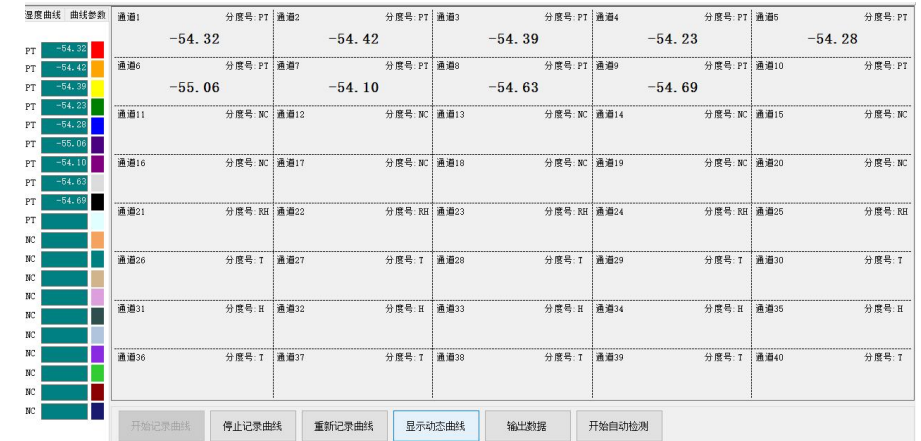 湿度曲线 曲线参数
PT -54.32
PT -54.42
PT -54.39
PT -54.23
PT -54.28
PT -55.06
PT -54.10
PT -54.63
PT -54.69
PT
NC
NC
NC
NC
NC
NC
NC
NC
NC
NC
通道1 分度号:PT 通道2 分度号:PT 通道3 分度号:PT 通道4 分度号:PT 通道5 分度号:PT
-54.32 -54.42 -54.39 -54.23 -54.28
通道6 分度号:PT 通道7 分度号:PT 通道8 分度号:PT 通道9 分度号:PT 通道10 分度号:PT
-55.06 -54.10 -54.63 -54.69
通道11 分度号:NC 通道12 分度号:NC 通道13 分度号:NC 通道14 分度号:NC 通道15 分度号:NC
通道16 分度号:NC 通道17 分度号:NC 通道18 分度号:NC 通道19 分度号:NC 通道20 分度号:NC
通道21 分度号:RH 通道22 分度号:RH 通道23 分度号:RH 通道24 分度号:RH 通道25 分度号:RH
通道26 分度号:T 通道27 分度号:T 通道28 分度号:T 通道29 分度号:T 通道30 分度号:T
通道31 分度号:H 通道32 分度号:H 通道33 分度号:H 通道34 分度号:H 通道35 分度号:H
通道36 分度号:T 通道37 分度号:T 通道38 分度号:T 通道39 分度号:T 通道40 分度号:T
开始记录曲线 停止记录曲线 重新记录曲线 显示动态曲线 输出数据 开始自动检测